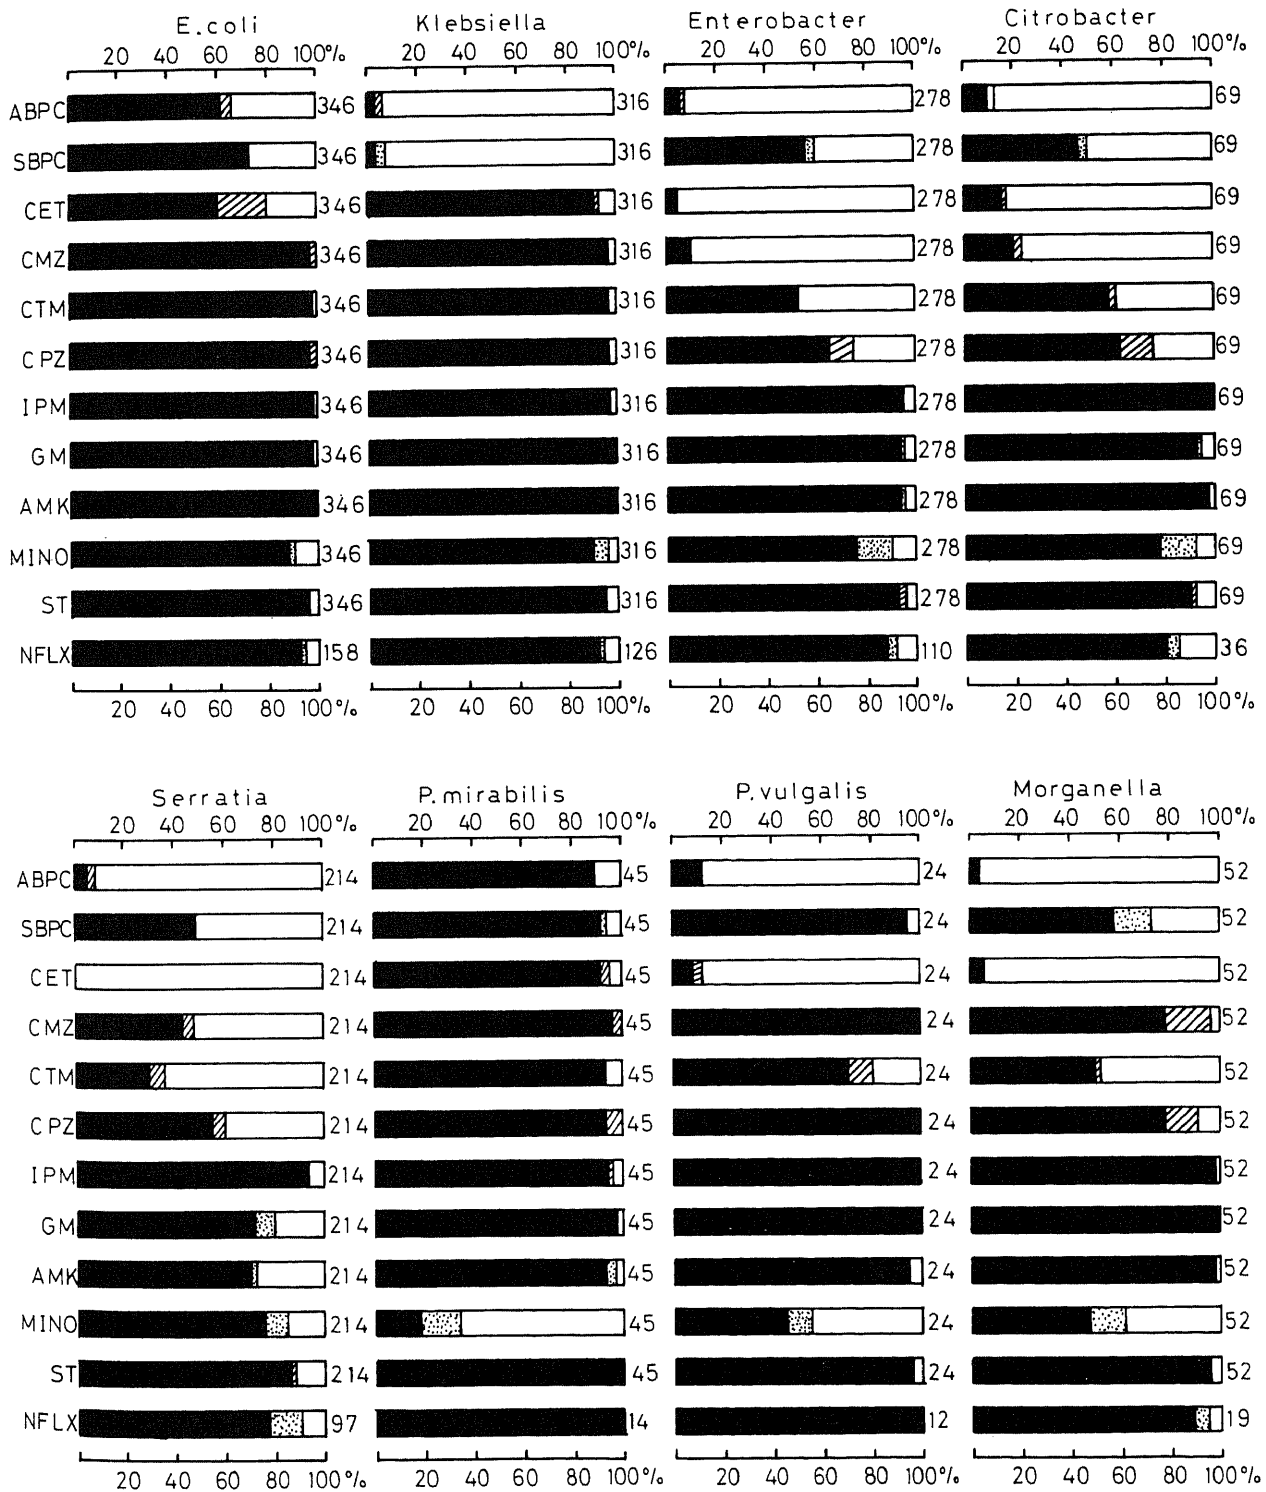 E.coli Klebsiella Enterobacter Citrobacter
20 40 60 80 100% 20 40 60 80 100% 20 40 60 80 100% 20 40 60 80 100%
ABPC 346 316 278 69
SBPC 346 316 278 69
CET 346 316 278 69
CMZ 346 316 278 69
CTM 346 316 278 69
CPZ 346 316 278 69
IPM 346 316 278 69
GM 346 316 278 69
AMK 346 316 278 69
MINO 346 316 278 69
ST 346 316 278 69
NFLX 158 126 110 36
20 40 60 80 100% 20 40 60 80 100% 20 40 60 80 100% 20 40 60 80 100%
Serratia P.mirabilis P.vulgalis Morganella
20 40 60 80 100% 20 40 60 80 100% 20 40 60 80 100% 20 40 60 80 100%
ABPC 214 45 24 52
SBPC 214 45 24 52
CET 214 45 24 52
CMZ 214 45 24 52
CTM 214 45 24 52
CPZ 214 45 24 52
IPM 214 45 24 52
GM 214 45 24 52
AMK 214 45 24 52
MINO 214 45 24 52
ST 214 45 24 52
NFLX 97 14 12 19
20 40 60 80 100% 20 40 60 80 100% 20 40 60 80 100% 20 40 60 80 100%